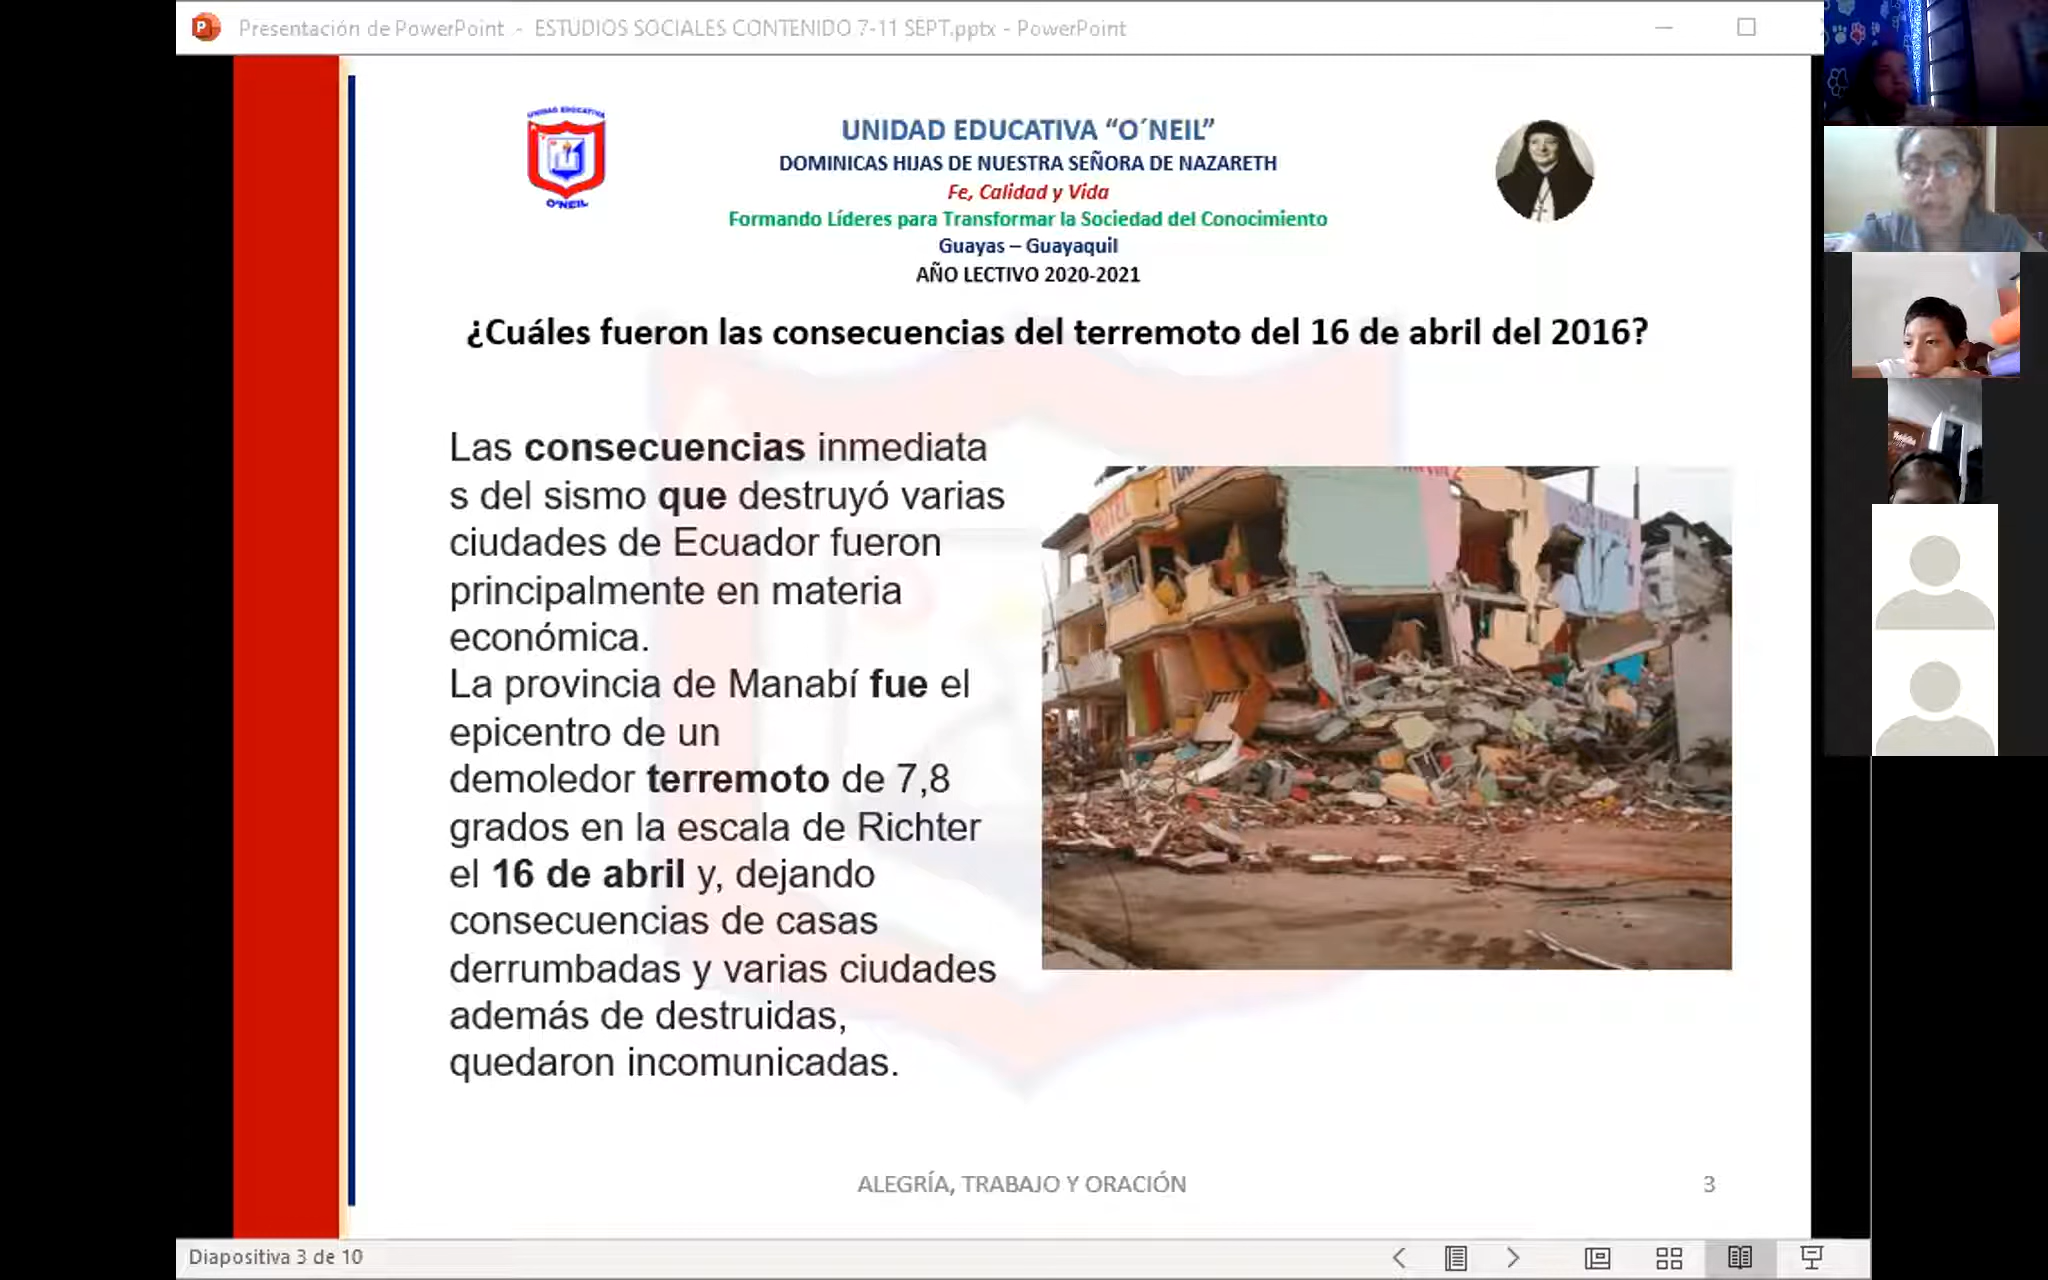 Presentación de PowerPoint - ESTUDIOS SOCIALES CONTENIDO 7-11 SEPT.pptx - PowerPoint
UNIDAD EDUCATIVA
O'NEIL
UNIDAD EDUCATIVA “O´NEIL”
DOMINICAS HIJAS DE NUESTRA SEÑORA DE NAZARETH
Fe, Calidad y Vida
Formando Líderes para Transformar la Sociedad del Conocimiento
Guayas – Guayaquil
AÑO LECTIVO 2020-2021
¿Cuáles fueron las consecuencias del terremoto del 16 de abril del 2016?
Las consecuencias inmediata
s del sismo que destruyó varias
ciudades de Ecuador fueron
principalmente en materia
económica.
La provincia de Manabí fue el
epicentro de un
demoledor terremoto de 7,8
grados en la escala de Richter
el 16 de abril y, dejando
consecuencias de casas
derrumbadas y varias ciudades
además de destruidas,
quedaron incomunicadas.
HOTEL
ALEGRÍA, TRABAJO Y ORACIÓN
3
Diapositiva 3 de 10